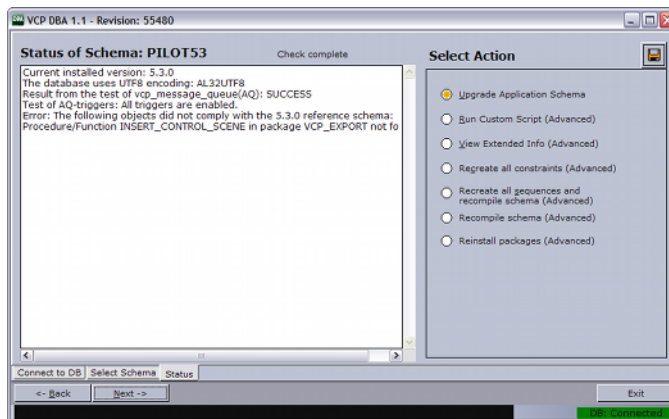 VCP DBA 1.1 - Revision: 55480
Status of Schema: PILOT53
Check complete
Current installed version: 5.3.0
The database uses UTF8 encoding: AL32UTF8
Result from the test of vcp_message_queue(AQ): SUCCESS
Test of AQ-triggers: All triggers are enabled.
Error: The following objects did not comply with the 5.3.0 reference schema:
Procedure/Function INSERT_CONTROL_SCENE in package VCP_EXPORT not fo
Select Action
Upgrade Application Schema
Run Custom Script (Advanced)
View Extended Info (Advanced)
Recreate all constraints (Advanced)
Recreate all sequences and
recompile schema (Advanced)
Recompile schema (Advanced)
Reinstall packages (Advanced)
Connect to DB Select Schema Status
<- Back Next -> Exit
DB: Connected